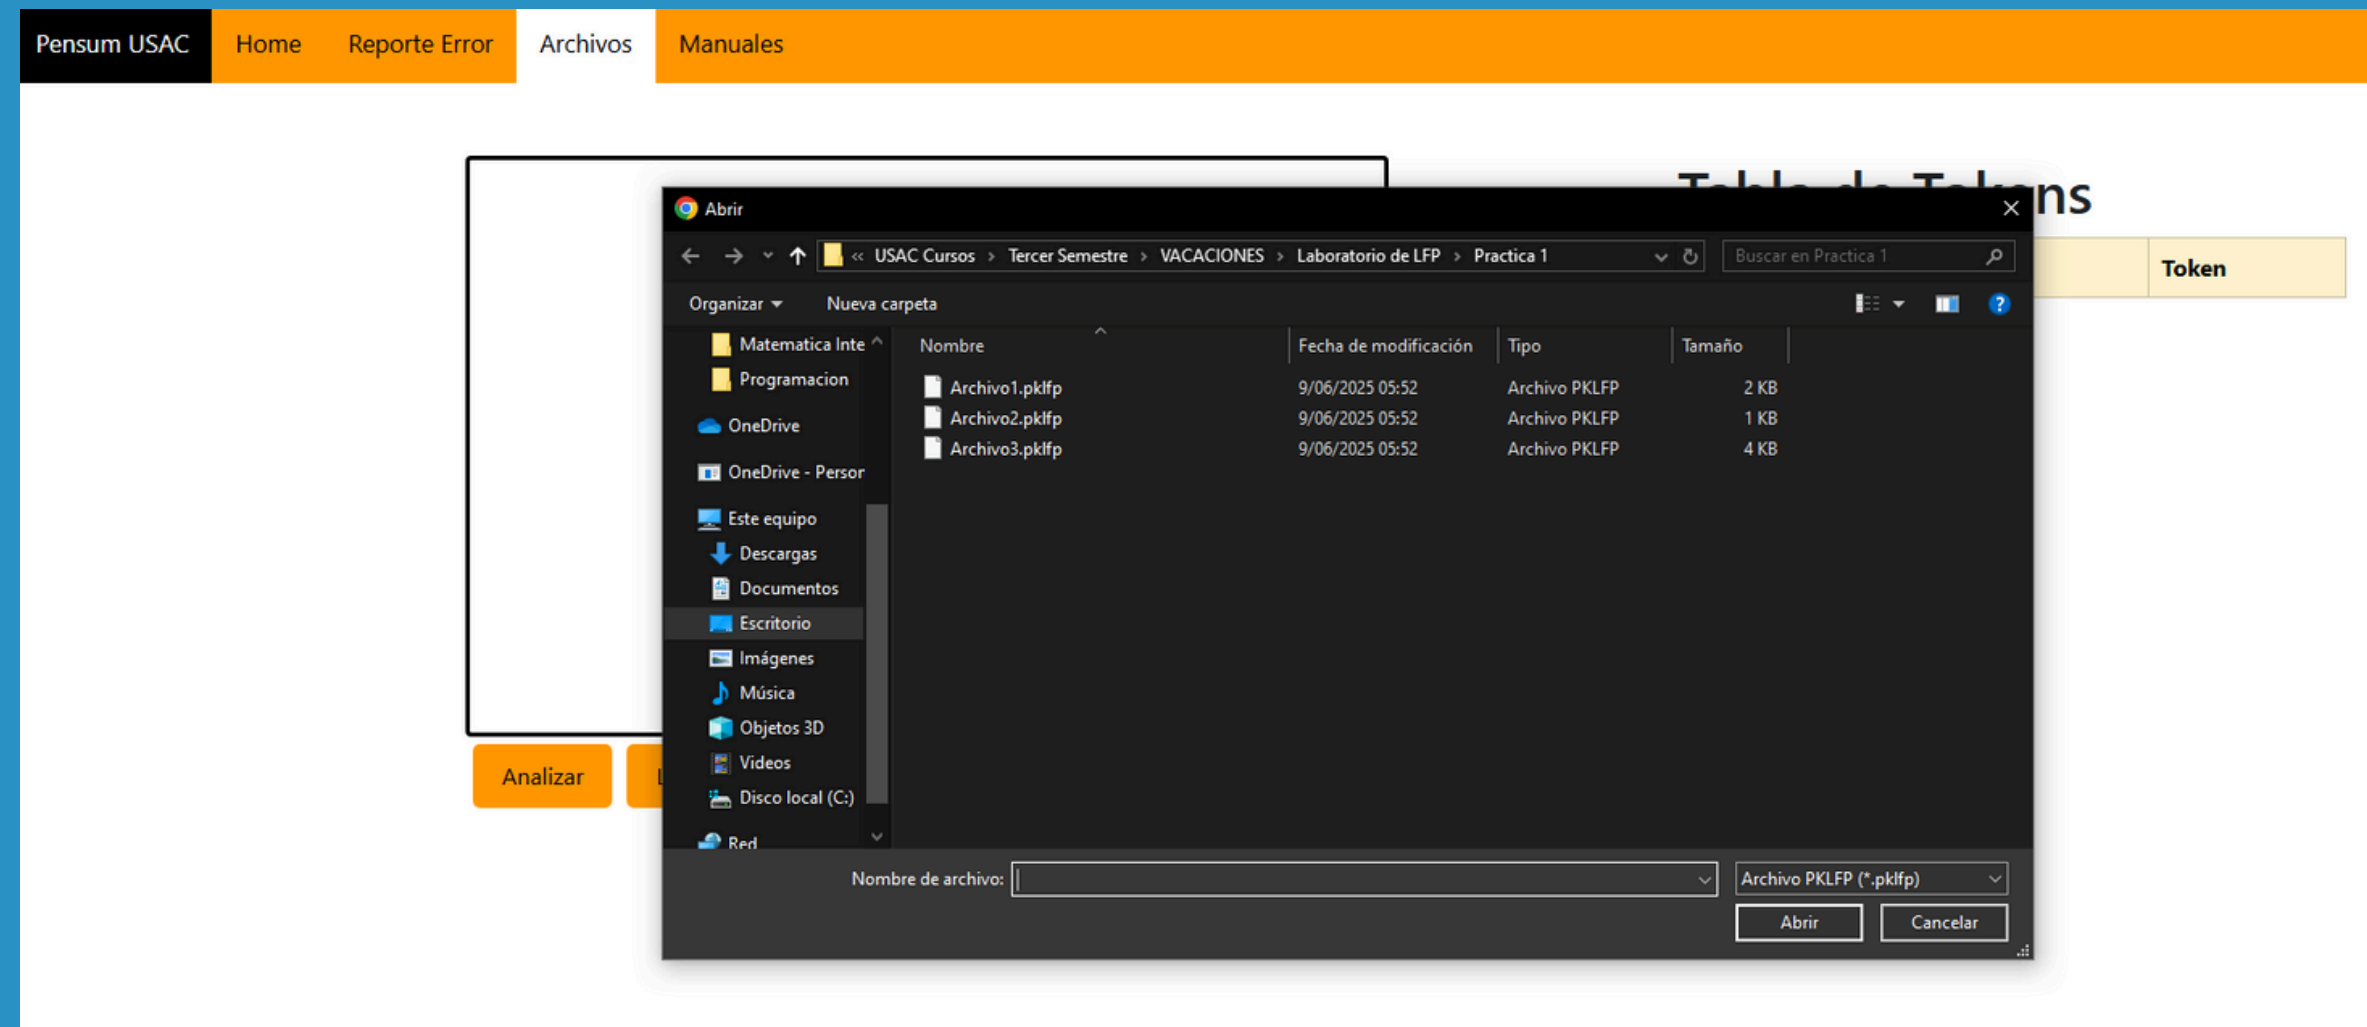 Pensum USAC Home Reporte Error Archivos Manuales
Tabla de Tokens
Abrir
« USAC Cursos > Tercer Semestre > VACACIONES > Laboratorio de LFP > Practica 1
Buscar en Practica 1
Token
Organizar Nueva carpeta
Nombre Fecha de modificación Tipo Tamaño
Matematica Inte
Programacion
OneDrive
OneDrive - Person
Este equipo
Descargas
Documentos
Escritorio
Imágenes
Música
Objetos 3D
Videos
Disco local (C:)
Red
Archivo1.pklfp 9/06/2025 05:52 Archivo PKLFP 2 KB
Archivo2.pklfp 9/06/2025 05:52 Archivo PKLFP 1 KB
Archivo3.pklfp 9/06/2025 05:52 Archivo PKLFP 4 KB
Analizar
Nombre de archivo:
Archivo PKLFP (*.pklfp)
Abrir Cancelar